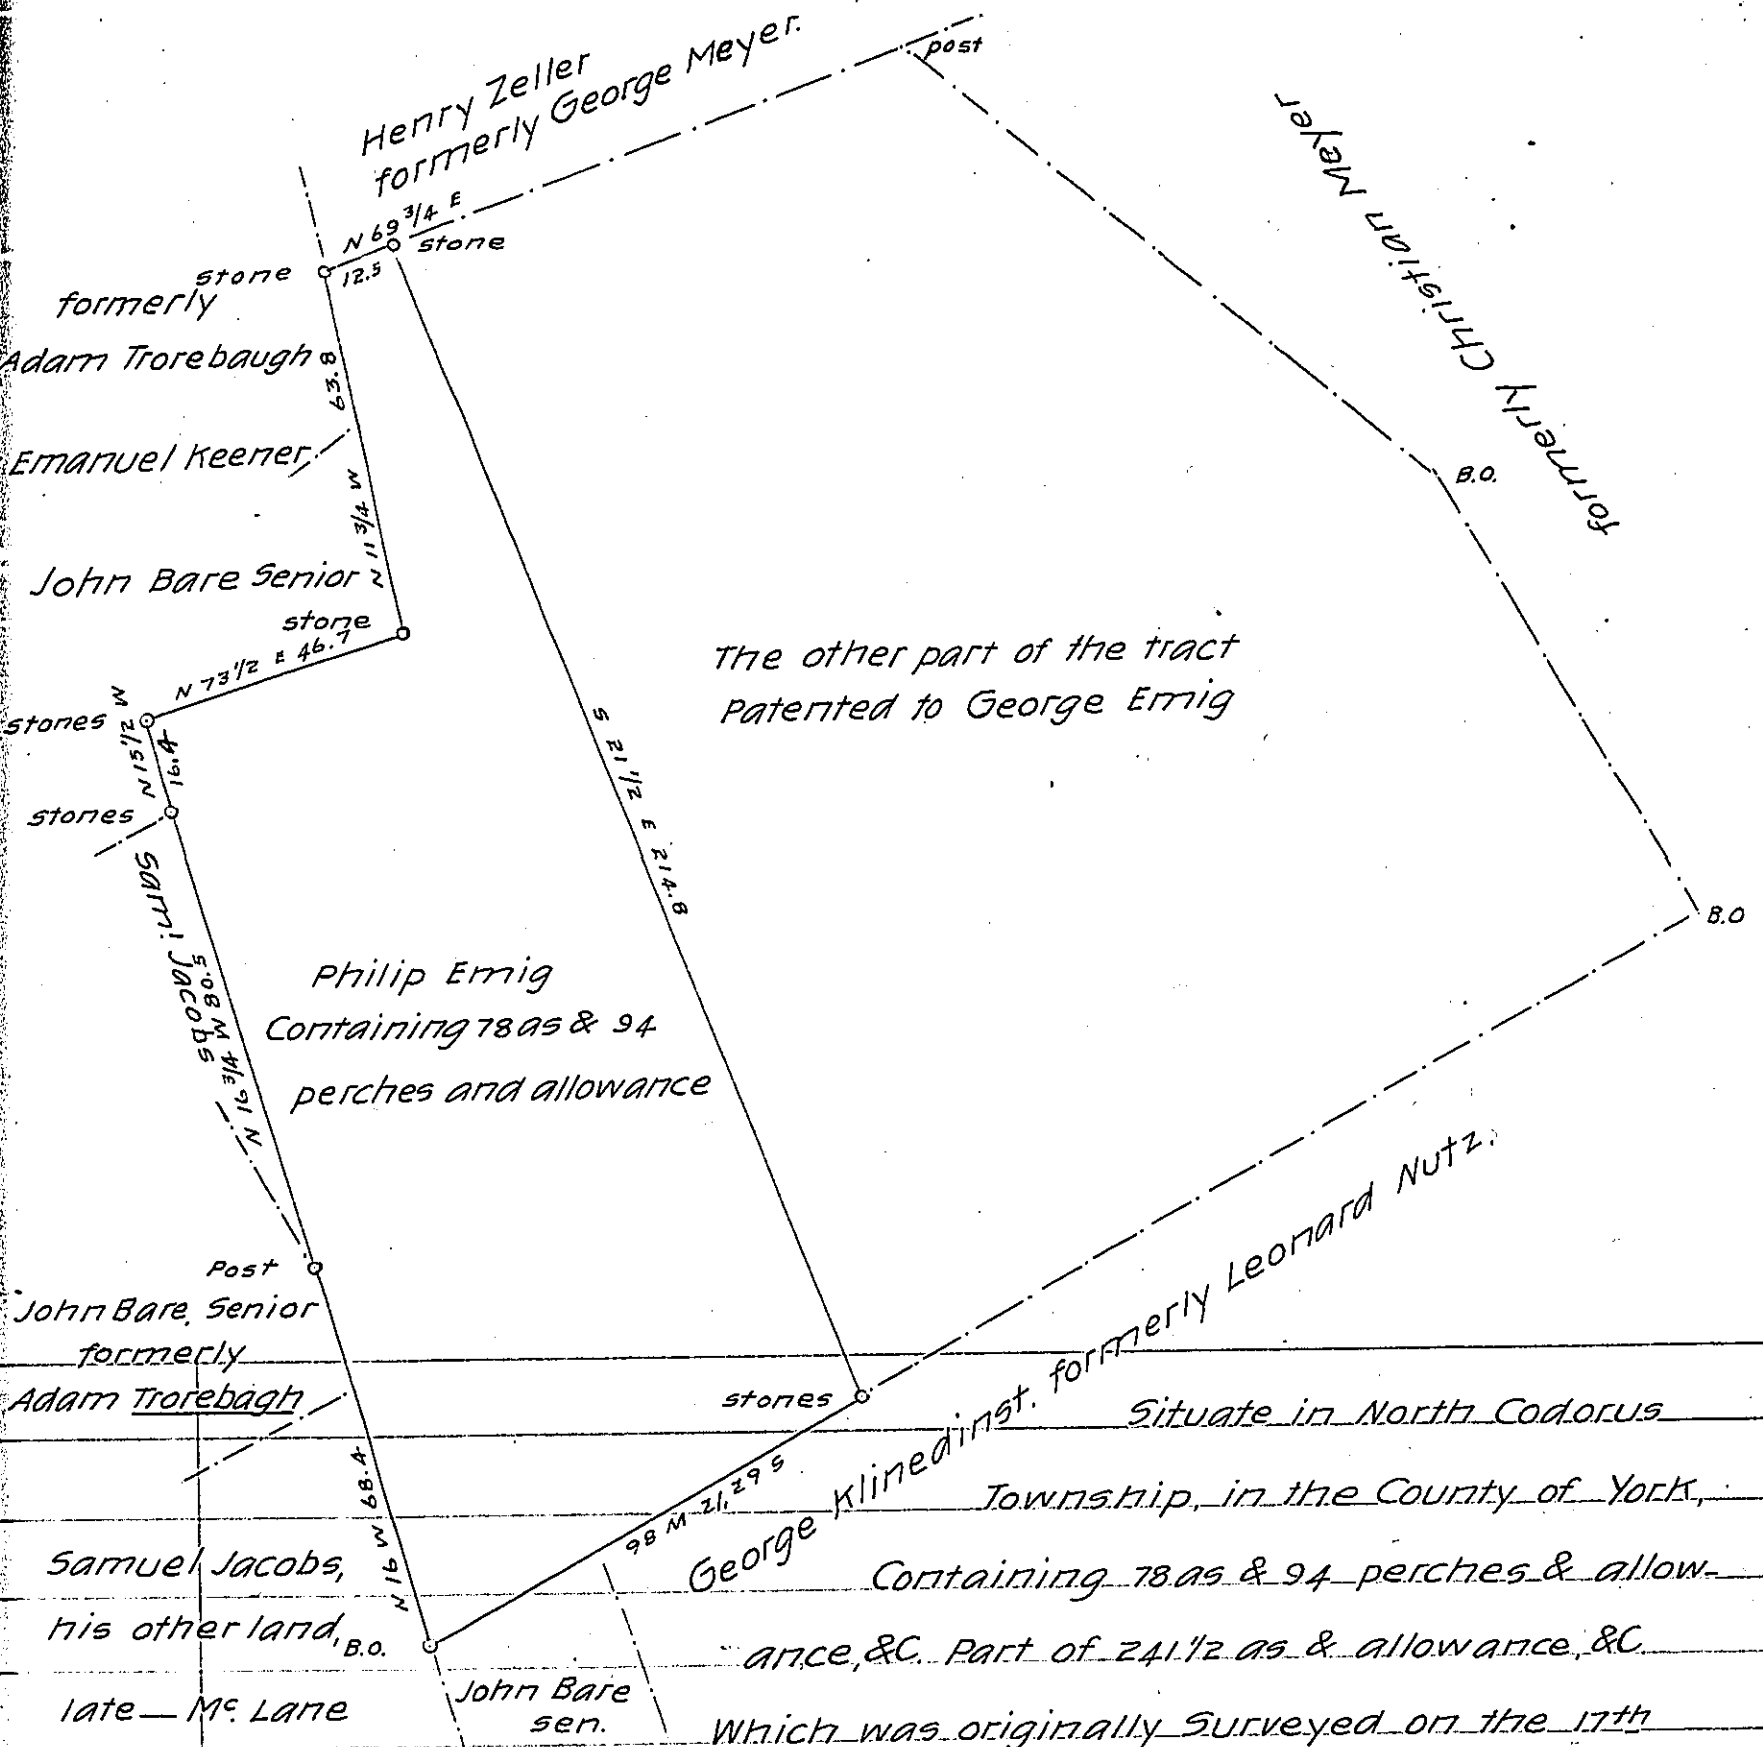 Henry Zeller
formerly George Meyer.
post
formerly Christian Meyer
N 69 3/4 E
12.5
stone
stone
formerly
Adam Trorebaugh
63.8
Emanuel Keener
N 11 3/4 W
John Bare Senior
stone
N 73 1/2 E 46.7
B.O.
The other part of the tract
Patented to George Emig
stones
N 15 1/2 W
16.4
stones
S 21 1/2 E 214.8
Saml. Jacobs
N 16 3/4 W 80.5
B.O
Philip Emig
Containing 78 as & 94
perches and allowance
Post
John Bare, Senior
formerly
Adam Trorebagh
stones
George Klinedinst. formerly Leonard Nutz.
N 16 W 68.4
S 62 1/2 W 86
Samuel Jacobs,
his other land,
B.O.
late — Mc. Lane
John Bare
sen.
Situate in North Codorus
Township, in the County of York,
Containing 78 as & 94 perches & allow-
ance, &C. Part of 241 1/2 as & allowance, &C.
Which was originally Surveyed on the 17th